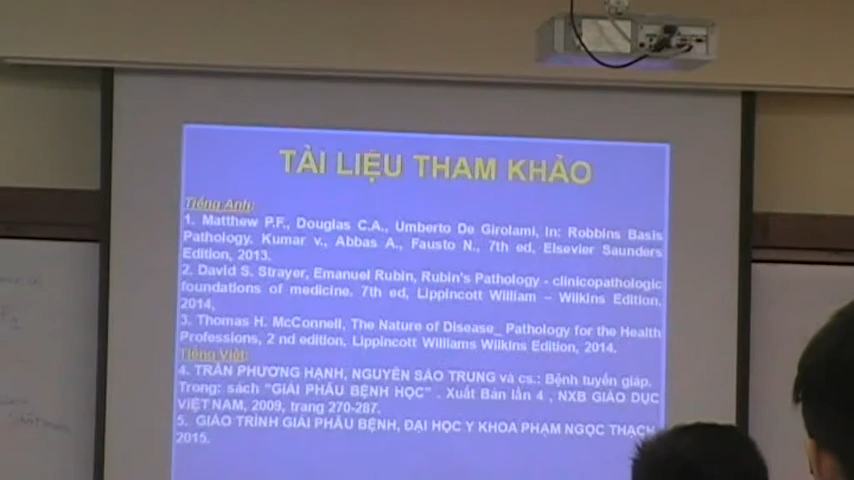 TÀI LIỆU THAM KHẢO
Tiếng Anh:
1. Matthew P.F., Douglas C.A., Umberto De Girolami, In: Robbins Basis
Pathology. Kumar v., Abbas A., Fausto N., 7th ed, Elsevier Saunders
Edition, 2013.
2. David S. Strayer, Emanuel Rubin, Rubin's Pathology - clinicopathologic
foundations of medicine. 7th ed, Lippincott William – Wilkins Edition,
2014,
3. Thomas H. McConnell, The Nature of Disease_ Pathology for the Health
Professions, 2 nd edition, Lippincott Williams Wilkins Edition, 2014.
Tiếng Việt:
4. TRẦN PHƯƠNG HẠNH, NGUYỄN SÀO TRUNG và cs.: Bệnh tuyến giáp.
Trong: sách "GIẢI PHẪU BỆNH HỌC" . Xuất Bản lần 4 , NXB GIÁO DỤC
VIỆT NAM, 2009, trang 270-287.
5. GIÁO TRÌNH GIẢI PHẪU BỆNH, ĐẠI HỌC Y KHOA PHẠM NGỌC THẠCH,
2015.